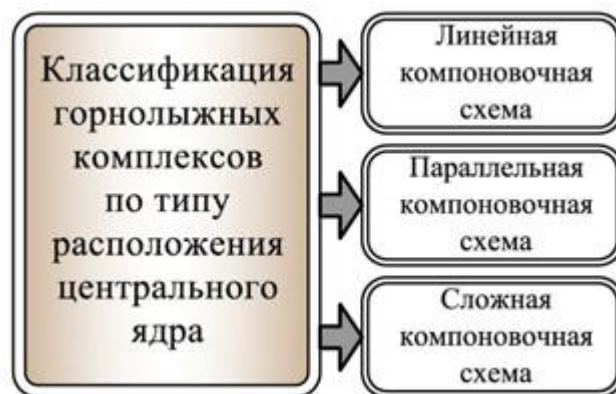 Классификация
горнолыжных
комплексов
по типу
расположения
центрального
ядра
Линейная
компоновочная
схема
Параллельная
компоновочная
схема
Сложная
компоновочная
схема